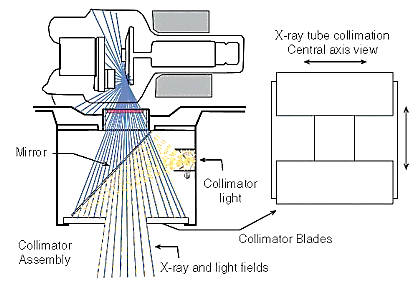 X-ray tube collimation
Central axis view
Mirror
Collimator
light
Collimator
Assembly
Collimator Blades
X-ray and light fields